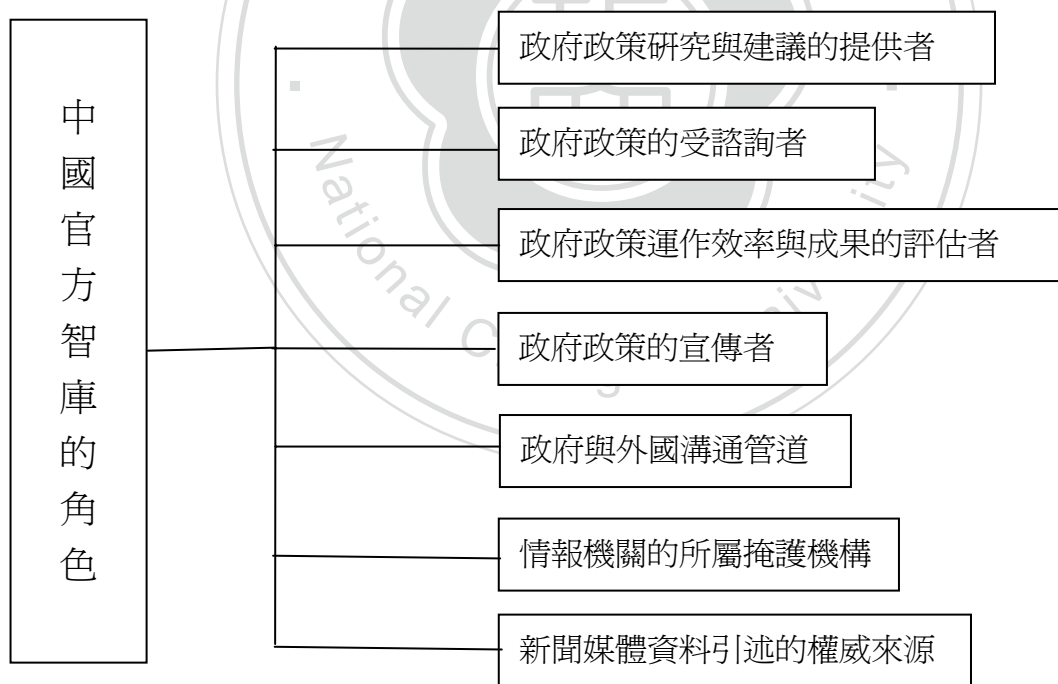 中國官方智庫的角色
政府政策研究與建議的提供者
政府政策的受諮詢者
政府政策運作效率與成果的評估者
政府政策的宣傳者
政府與外國溝通管道
情報機關的所屬掩護機構
新聞媒體資料引述的權威來源
National C